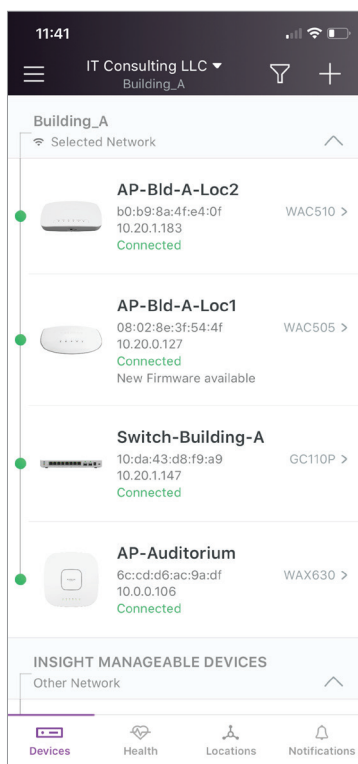 11:41
IT Consulting LLC ▼
Building_A
Building_A
Selected Network
AP-Bld-A-Loc2
b0:b9:8a:4f:e4:0f
WAC510 >
10.20.1.183
Connected
AP-Bld-A-Loc1
08:02:8e:3f:54:4f
WAC505 >
10.20.0.127
Connected
New Firmware available
Switch-Building-A
10:da:43:d8:f9:a9
GC110P >
10.20.1.147
Connected
AP-Auditorium
6c:cd:d6:ac:9a:df
WAX630 >
10.0.0.106
Connected
INSIGHT MANAGEABLE DEVICES
Other Network
Devices
Health
Locations
Notifications